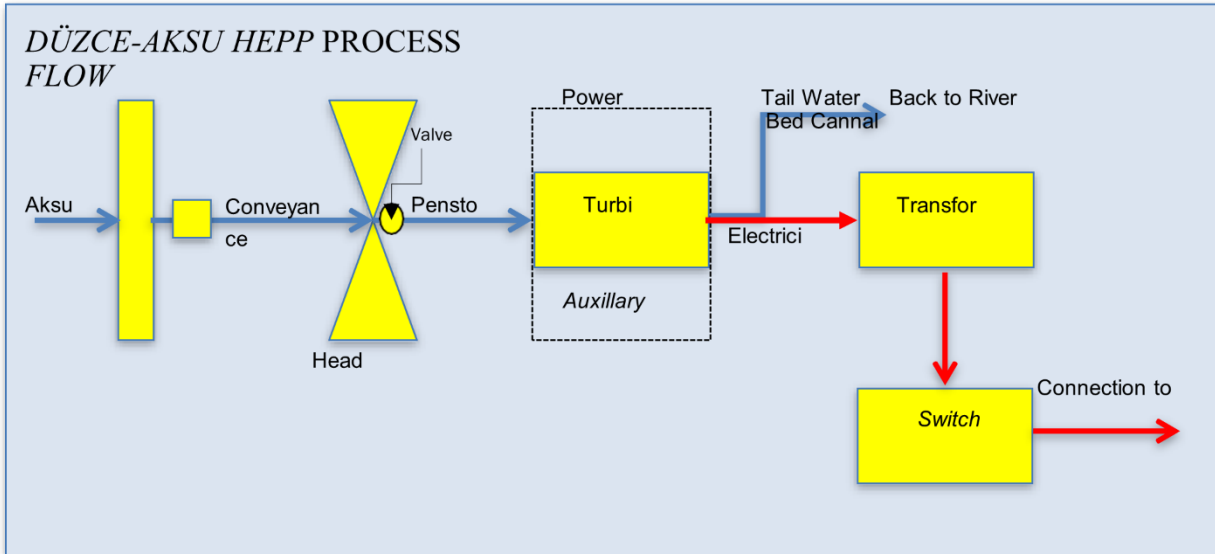 DÜZCE-AKSU HEPP PROCESS
FLOW
Power
Tail Water
Bed Cannal
Back to River
Valve
Aksu
Conveyan
ce
Pensto
Turbi
Electrici
Transfor
Auxillary
Head
Connection to
Switch